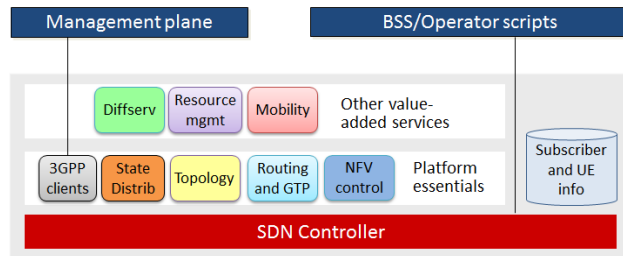 Management plane
BSS/Operator scripts
Diffserv
Resource
mgmt
Mobility
Other value-
added services
3GPP
clients
State
Distrib
Topology
Routing
and GTP
NFV
control
Platform
essentials
Subscriber
and UE
info
SDN Controller